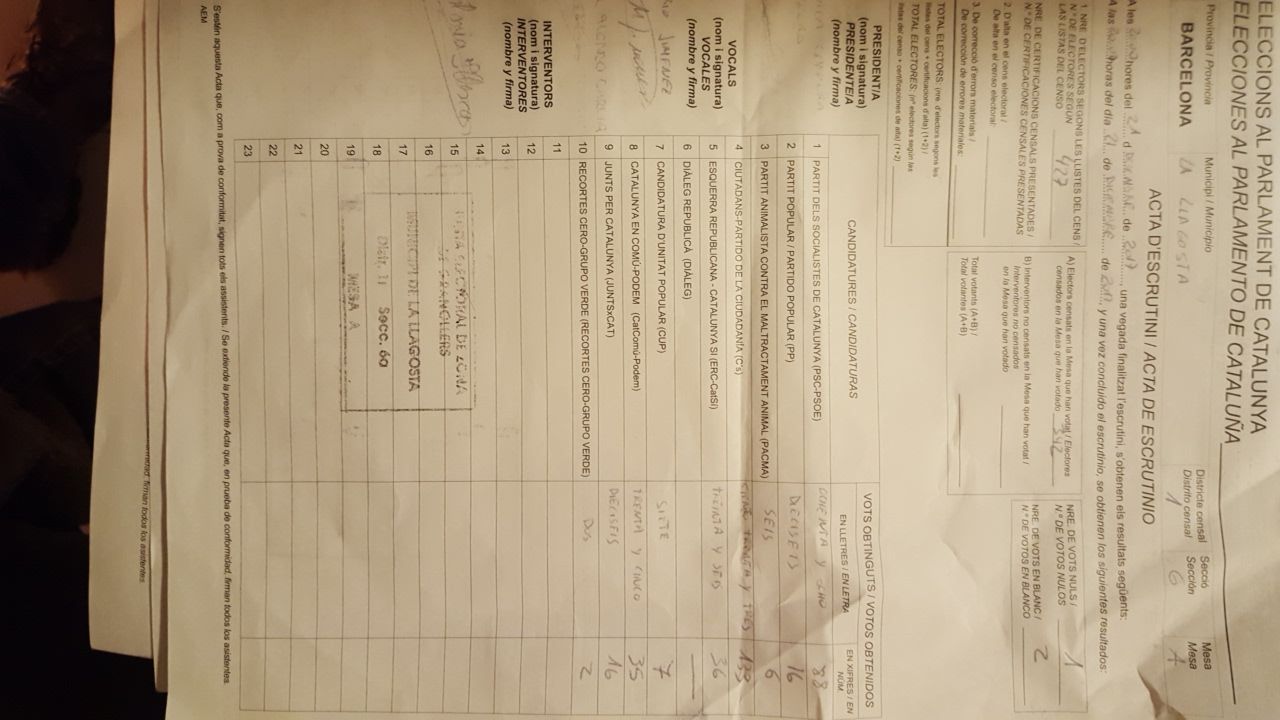 ELECCIONS AL PARLAMENT DE CATALUNYA
ELECCIONES AL PARLAMENTO DE CATALUÑA
Província / Provincia Municipi / Municipio Districte censal Secció Mesa
Distrito censal Sección Mesa
BARCELONA LA LLAGOSTA 1 6 A
ACTA D'ESCRUTINI / ACTA DE ESCRUTINIO
A les hores del 21 d de 2017, una vegada finalitzat l'escrutini, s'obtenen els resultats següents:
A las horas del día 21 de de 2017, y una vez concluido el escrutinio, se obtienen los siguientes resultados:
1. NRE. D'ELECTORS SEGONS LES LLISTES DEL CENS /
N.º DE ELECTORES SEGÚN
LAS LISTAS DEL CENSO 427
NRE. DE CERTIFICACIONS CENSALS PRESENTADES /
N.º DE CERTIFICACIONES CENSALES PRESENTADAS
2. D'alta en el cens electoral /
De alta en el censo electoral:
3. De correcció d'errors materials /
De corrección de errores materiales:
TOTAL ELECTORS: (nre. d'electors segons les
llistes del cens + certificacions d'alta) (1+2) /
TOTAL ELECTORES: (nº electores según las
listas del censo + certificaciones de alta) (1+2)
A) Electors censats en la Mesa que han votat / Electores
censados en la Mesa que han votado 342
B) Interventors no censats en la Mesa que han votat /
Interventores no censados
en la Mesa que han votado
Total votants (A+B) /
Total votantes (A+B)
NRE. DE VOTS NULS /
N.º DE VOTOS NULOS 1
NRE. DE VOTS EN BLANC /
N.º DE VOTOS EN BLANCO 2
PRESIDENT/A
(nom i signatura)
PRESIDENTE/A
(nombre y firma)
VOCALS
(nom i signatura)
VOCALES
(nombre y firma)
JIMENEZ
INTERVENTORS
(nom i signatura)
INTERVENTORES
(nombre y firma)
CANDIDATURES / CANDIDATURAS VOTS OBTINGUTS / VOTOS OBTENIDOS
EN LLETRES / EN LETRA EN XIFRES / EN NÚM.
1 PARTIT DELS SOCIALISTES DE CATALUNYA (PSC-PSOE) OCHENTA Y OCHO 88
2 PARTIT POPULAR / PARTIDO POPULAR (PP) DIECISEIS 16
3 PARTIT ANIMALISTA CONTRA EL MALTRACTAMENT ANIMAL (PACMA) SEIS 6
4 CIUTADANS-PARTIDO DE LA CIUDADANÍA (C's) CIENTO TREINTA Y TRES 133
5 ESQUERRA REPUBLICANA - CATALUNYA SÍ (ERC-CatSí) TREINTA Y SEIS 36
6 DIÀLEG REPUBLICÀ (DIÀLEG) —
7 CANDIDATURA D'UNITAT POPULAR (CUP) SIETE 7
8 CATALUNYA EN COMÚ-PODEM (CatComú-Podem) TRENTA Y CINCO 35
9 JUNTS PER CATALUNYA (JUNTSxCAT) DIECISEIS 16
10 RECORTES CERO-GRUPO VERDE (RECORTES CERO-GRUPO VERDE) DOS 2
11
12
13
14
15
16
17
18
19
20
21
22
23
JUNTA ELECTORAL DE ZONA
DE GRANOLLERS
MUNICIPI DE LA LLAGOSTA
Distr. 1 Secc. 6a
MESA A
S'estén aquesta Acta que, com a prova de conformitat, signen tots els assistents. / Se extiende la presente Acta que, en prueba de conformidad, firman todos los asistentes.
AEM
firman todos los asistentes.